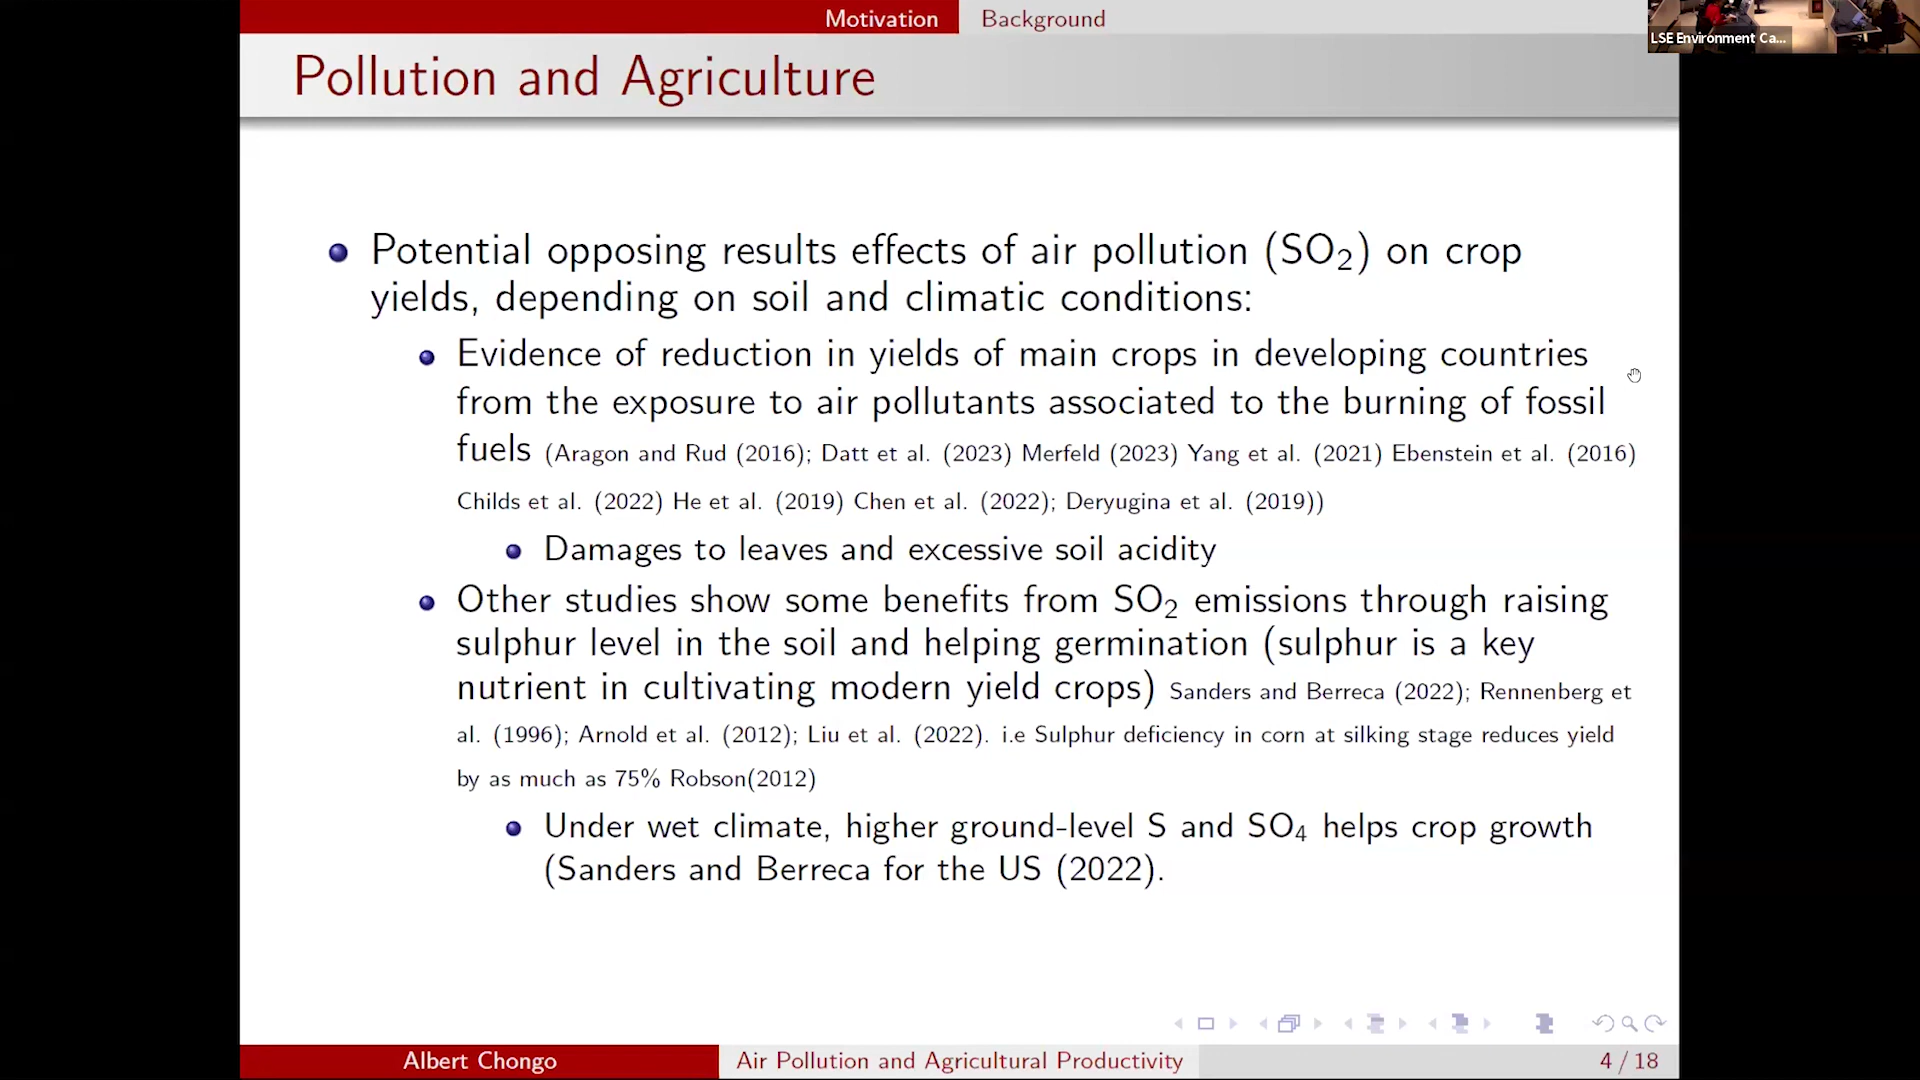 Motivation Background
LSE Environment Ca...
Pollution and Agriculture
Potential opposing results effects of air pollution (SO₂) on crop
yields, depending on soil and climatic conditions:
Evidence of reduction in yields of main crops in developing countries
from the exposure to air pollutants associated to the burning of fossil
fuels (Aragon and Rud (2016); Datt et al. (2023) Merfeld (2023) Yang et al. (2021) Ebenstein et al. (2016)
Childs et al. (2022) He et al. (2019) Chen et al. (2022); Deryugina et al. (2019))
Damages to leaves and excessive soil acidity
Other studies show some benefits from SO₂ emissions through raising
sulphur level in the soil and helping germination (sulphur is a key
nutrient in cultivating modern yield crops) Sanders and Berreca (2022); Rennenberg et
al. (1996); Arnold et al. (2012); Liu et al. (2022). i.e Sulphur deficiency in corn at silking stage reduces yield
by as much as 75% Robson(2012)
Under wet climate, higher ground-level S and SO₄ helps crop growth
(Sanders and Berreca for the US (2022).
Albert Chongo Air Pollution and Agricultural Productivity 4 / 18